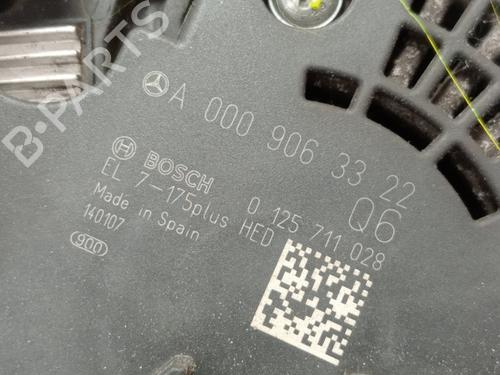 B-PARTS
A 000 906 33 22
Q6
BOSCH
EL 7-175plus HED
0 125 711 028
Made in Spain
140107
900